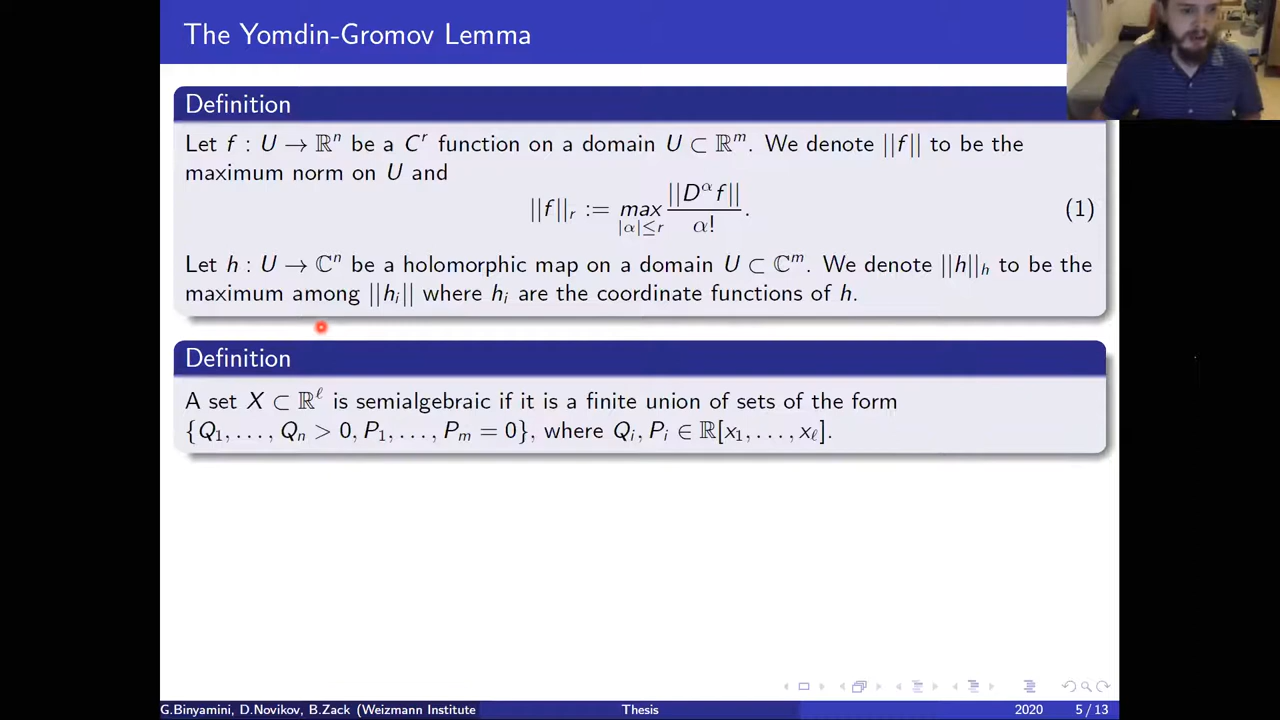 The Yomdin-Gromov Lemma
Definition
Let f : U → ℝⁿ be a Cʳ function on a domain U ⊂ ℝᵐ. We denote ||f|| to be the
maximum norm on U and
||f||ᵣ := max_{|α|≤r} ||D^α f|| / α!. (1)
Let h : U → ℂⁿ be a holomorphic map on a domain U ⊂ ℂᵐ. We denote ||h||ₕ to be the
maximum among ||hᵢ|| where hᵢ are the coordinate functions of h.
Definition
A set X ⊂ ℝ^ℓ is semialgebraic if it is a finite union of sets of the form
{Q₁, …, Qₙ > 0, P₁, …, Pₘ = 0}, where Qᵢ, Pᵢ ∈ ℝ[x₁, …, x_ℓ].
G.Binyamini, D.Novikov, B.Zack (Weizmann Institute Thesis 2020 5 / 13